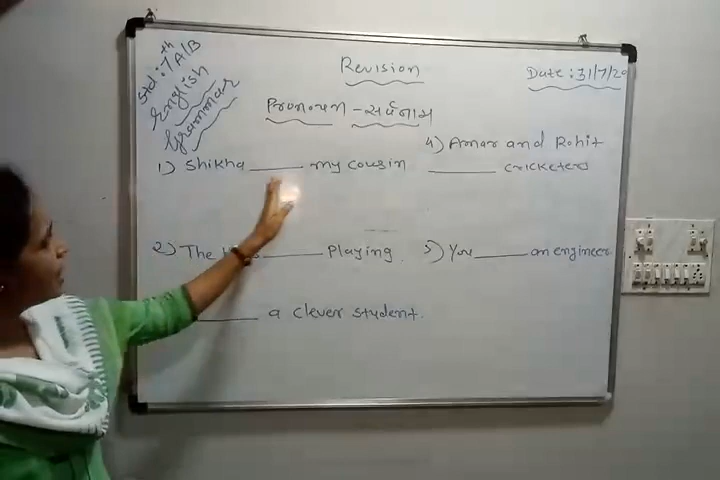 Std : 7th A/B
English
Grammar
Revision
Date : 31/7/20
Pronoun - સર્વનામ
1) Shikha ______ my cousin
2) The ______ Playing.
______ a clever student.
4) Amar and Rohit
______ cricketers
5) You ______ an engineer